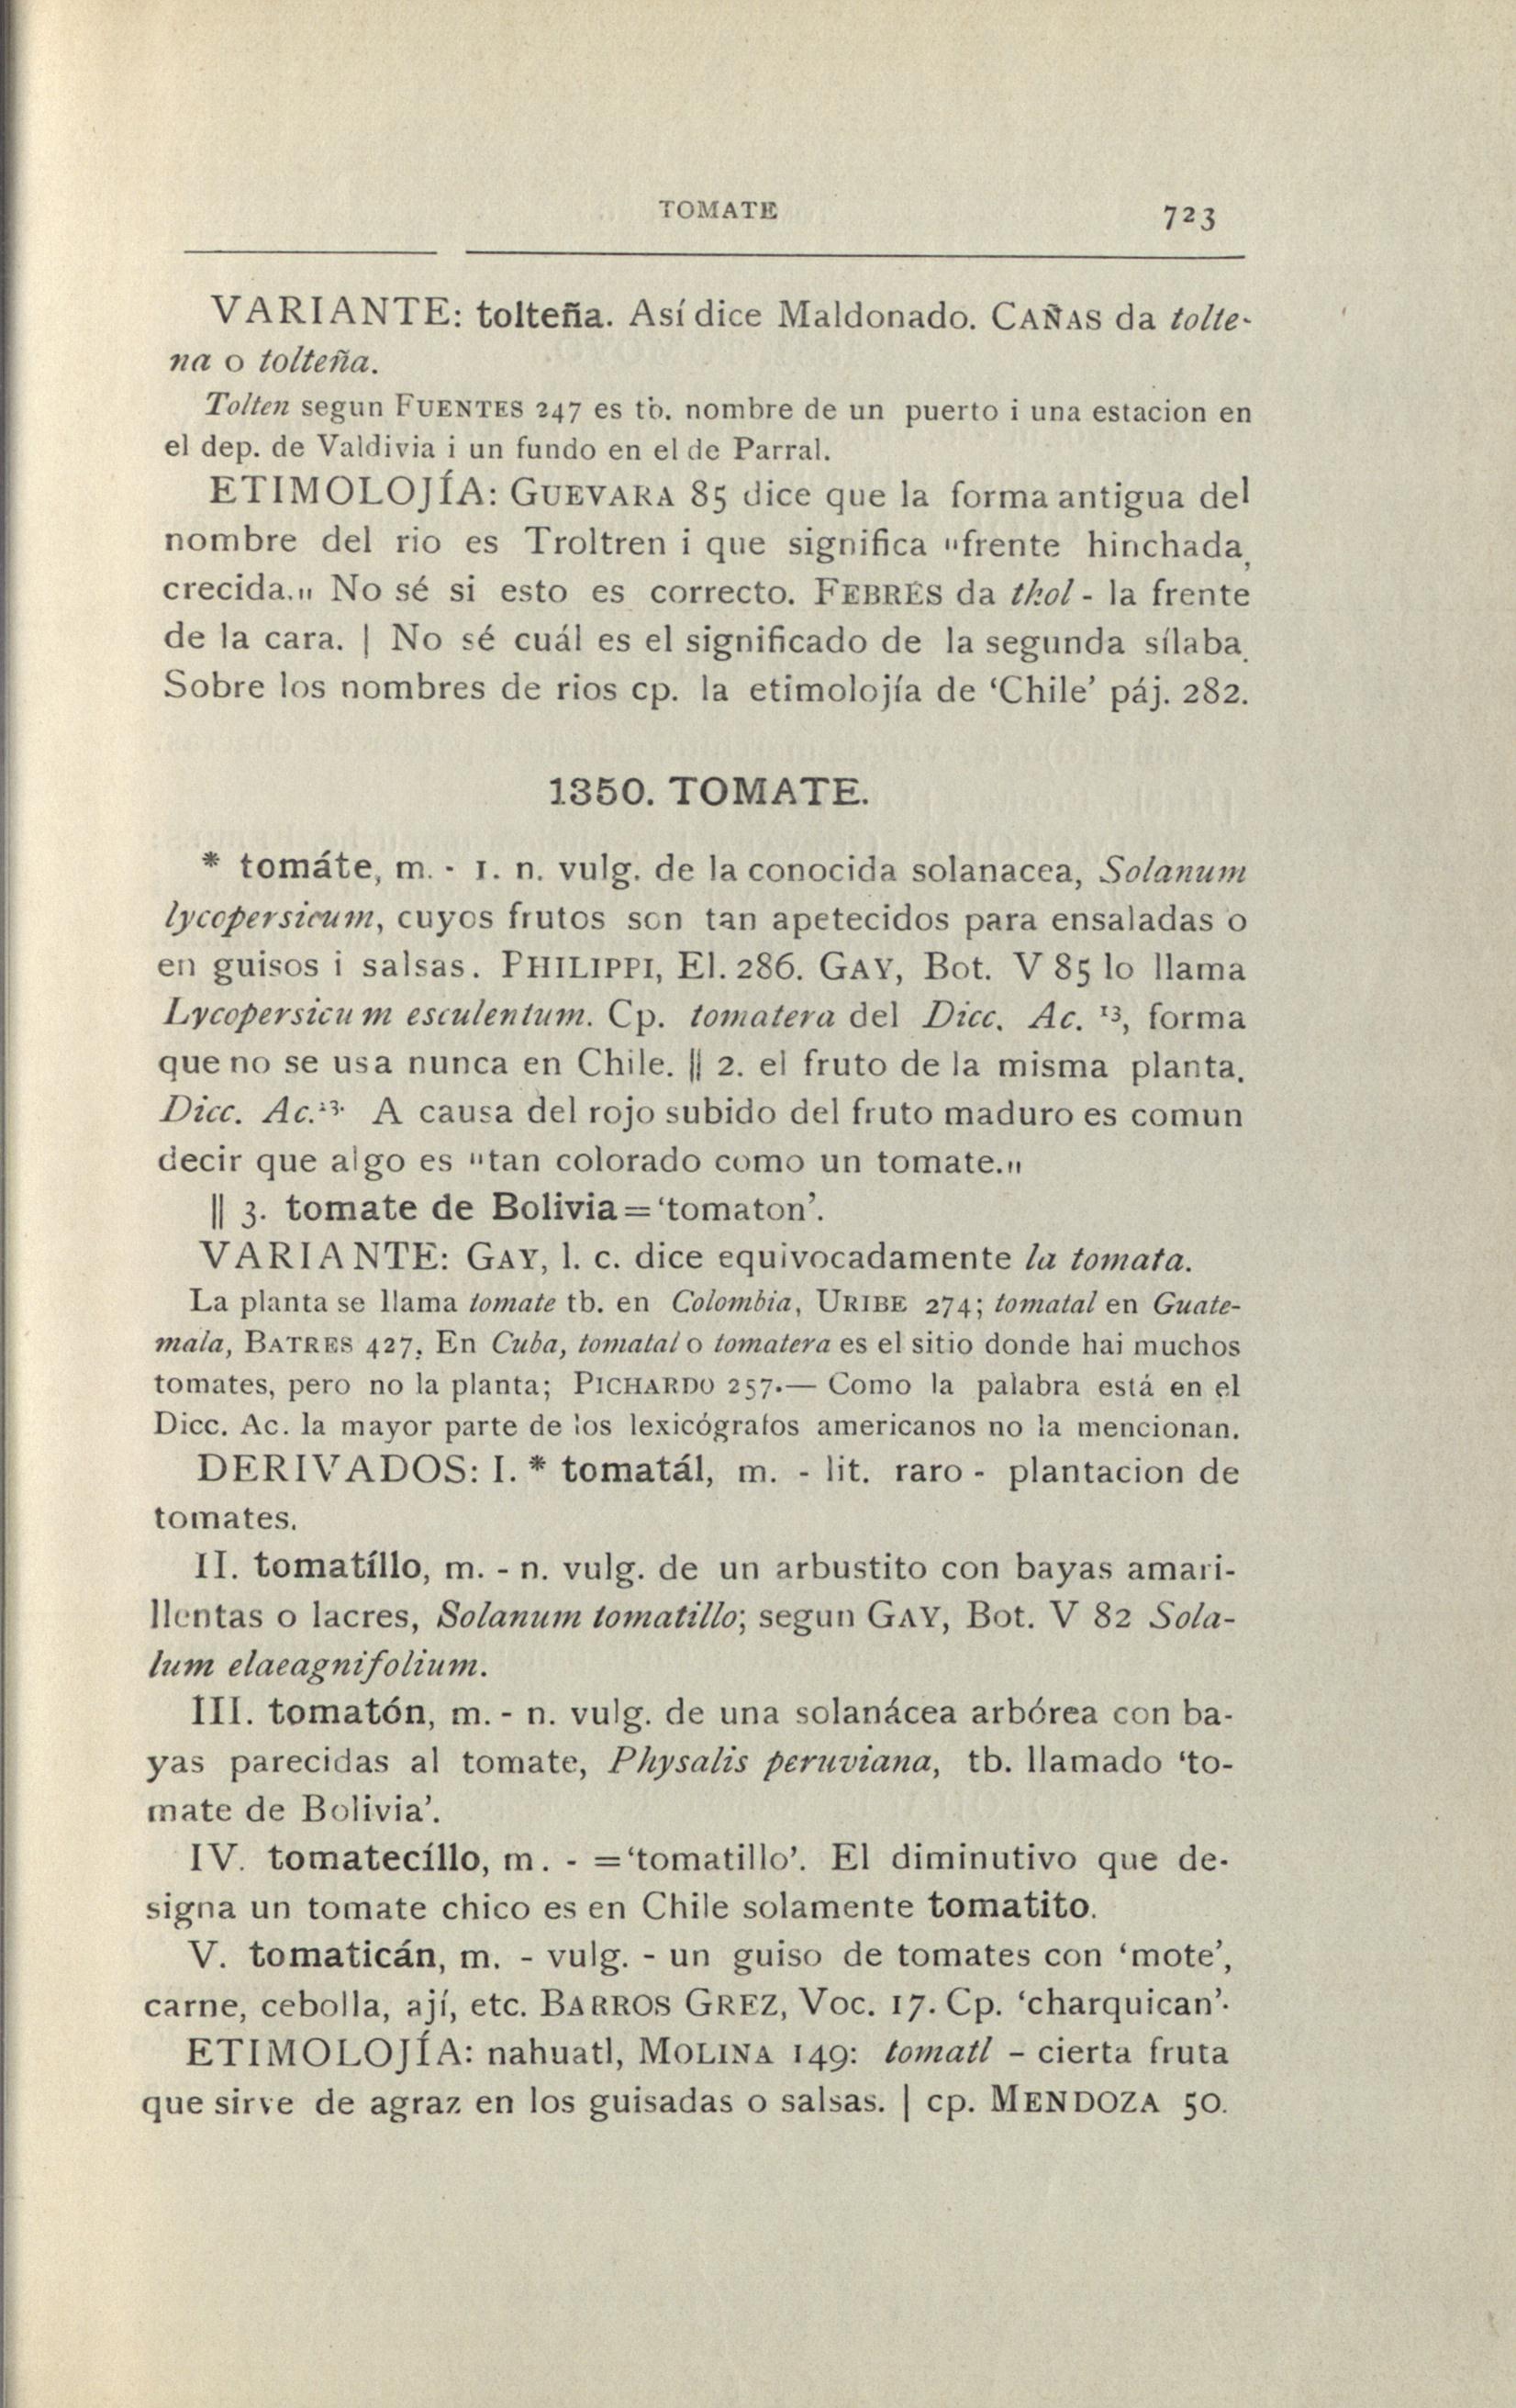 TOMATE 723
VARIANTE: tolteña. Así dice Maldonado. CAÑAS da tolte-
na o tolteña.
Tolten segun FUENTES 247 es tb. nombre de un puerto i una estacion en
el dep. de Valdivia i un fundo en el de Parral.
ETIMOLOJÍA: GUEVARA 85 dice que la forma antigua del
nombre del rio es Troltren i que significa "frente hinchada,
crecida." No sé si esto es correcto. FEBRÉS da thol - la frente
de la cara. | No sé cuál es el significado de la segunda sílaba.
Sobre los nombres de rios cp. la etimolojía de ‘Chile’ páj. 282.
1350. TOMATE.
* tomáte, m. - 1. n. vulg. de la conocida solanacea, Solanum
lycopersicum, cuyos frutos son tan apetecidos para ensaladas o
en guisos i salsas. PHILIPPI, El. 286. GAY, Bot. V 85 lo llama
Lycopersicum esculentum. Cp. tomatera del Dicc. Ac. 13, forma
que no se usa nunca en Chile. || 2. el fruto de la misma planta.
Dicc. Ac.13. A causa del rojo subido del fruto maduro es comun
decir que algo es "tan colorado como un tomate."
|| 3. tomate de Bolivia = ‘tomaton’.
VARIANTE: GAY, l. c. dice equivocadamente la tomata.
La planta se llama tomate tb. en Colombia, URIBE 274; tomatal en Guate-
mala, BATRES 427. En Cuba, tomatal o tomatera es el sitio donde hai muchos
tomates, pero no la planta; PICHARDO 257.— Como la palabra está en el
Dicc. Ac. la mayor parte de los lexicógrafos americanos no la mencionan.
DERIVADOS: I. * tomatál, m. - lit. raro - plantacion de
tomates.
II. tomatíllo, m. - n. vulg. de un arbustito con bayas amari-
llentas o lacres, Solanum tomatillo; segun GAY, Bot. V 82 Sola-
lum elaeagnifolium.
III. tomatón, m. - n. vulg. de una solanácea arbórea con ba-
yas parecidas al tomate, Physalis peruviana, tb. llamado ‘to-
mate de Bolivia’.
IV. tomatecíllo, m. - = ‘tomatillo’. El diminutivo que de-
signa un tomate chico es en Chile solamente tomatito.
V. tomaticán, m. - vulg. - un guiso de tomates con ‘mote’,
carne, cebolla, ají, etc. BARROS GREZ, Voc. 17. Cp. ‘charquican’.
ETIMOLOJÍA: nahuatl, MOLINA 149: tomatl - cierta fruta
que sirve de agraz en los guisadas o salsas. | cp. MENDOZA 50.